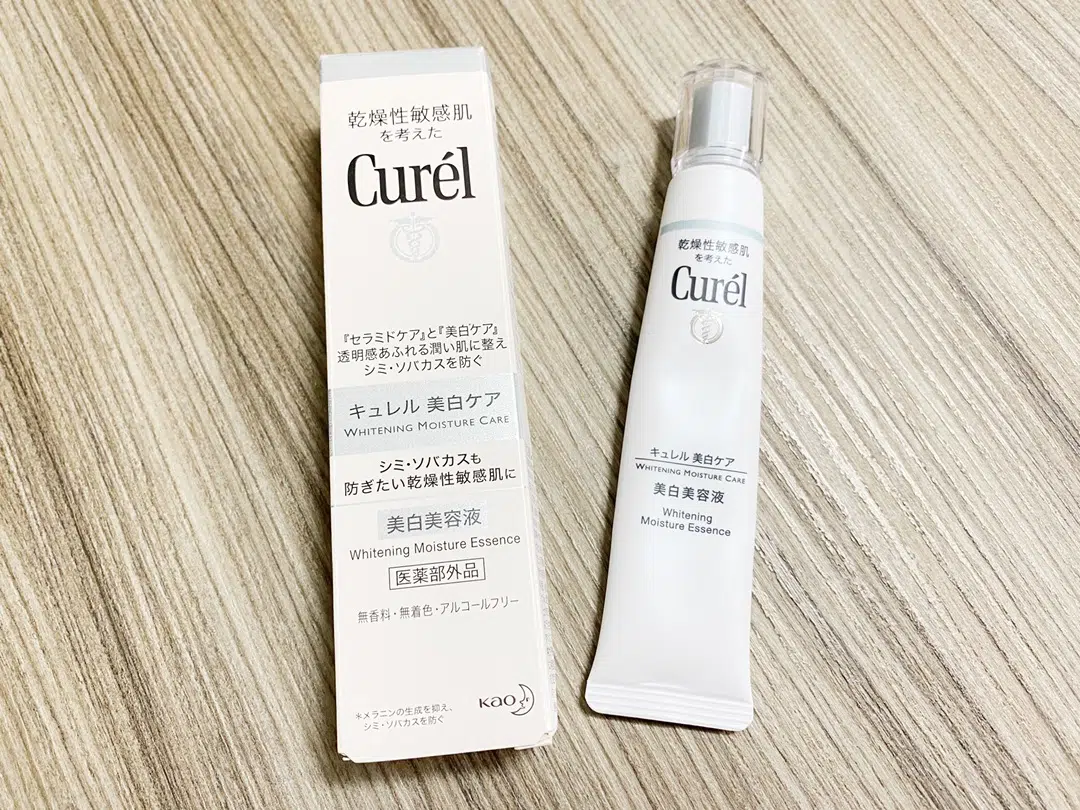 乾燥性敏感肌
を考えた
Curél
『セラミドケア』と『美白ケア』
透明感あふれる潤い肌に整え
シミ・ソバカスを防ぐ
キュレル 美白ケア
WHITENING MOISTURE CARE
シミ・ソバカスも
防ぎたい乾燥性敏感肌に
美白美容液
Whitening Moisture Essence
医薬部外品
無香料・無着色・アルコールフリー
*メラニンの生成を抑え、
シミ・ソバカスを防ぐ
Kao
乾燥性敏感肌
を考えた
Curél
キュレル 美白ケア
WHITENING MOISTURE CARE
美白美容液
Whitening
Moisture Essence